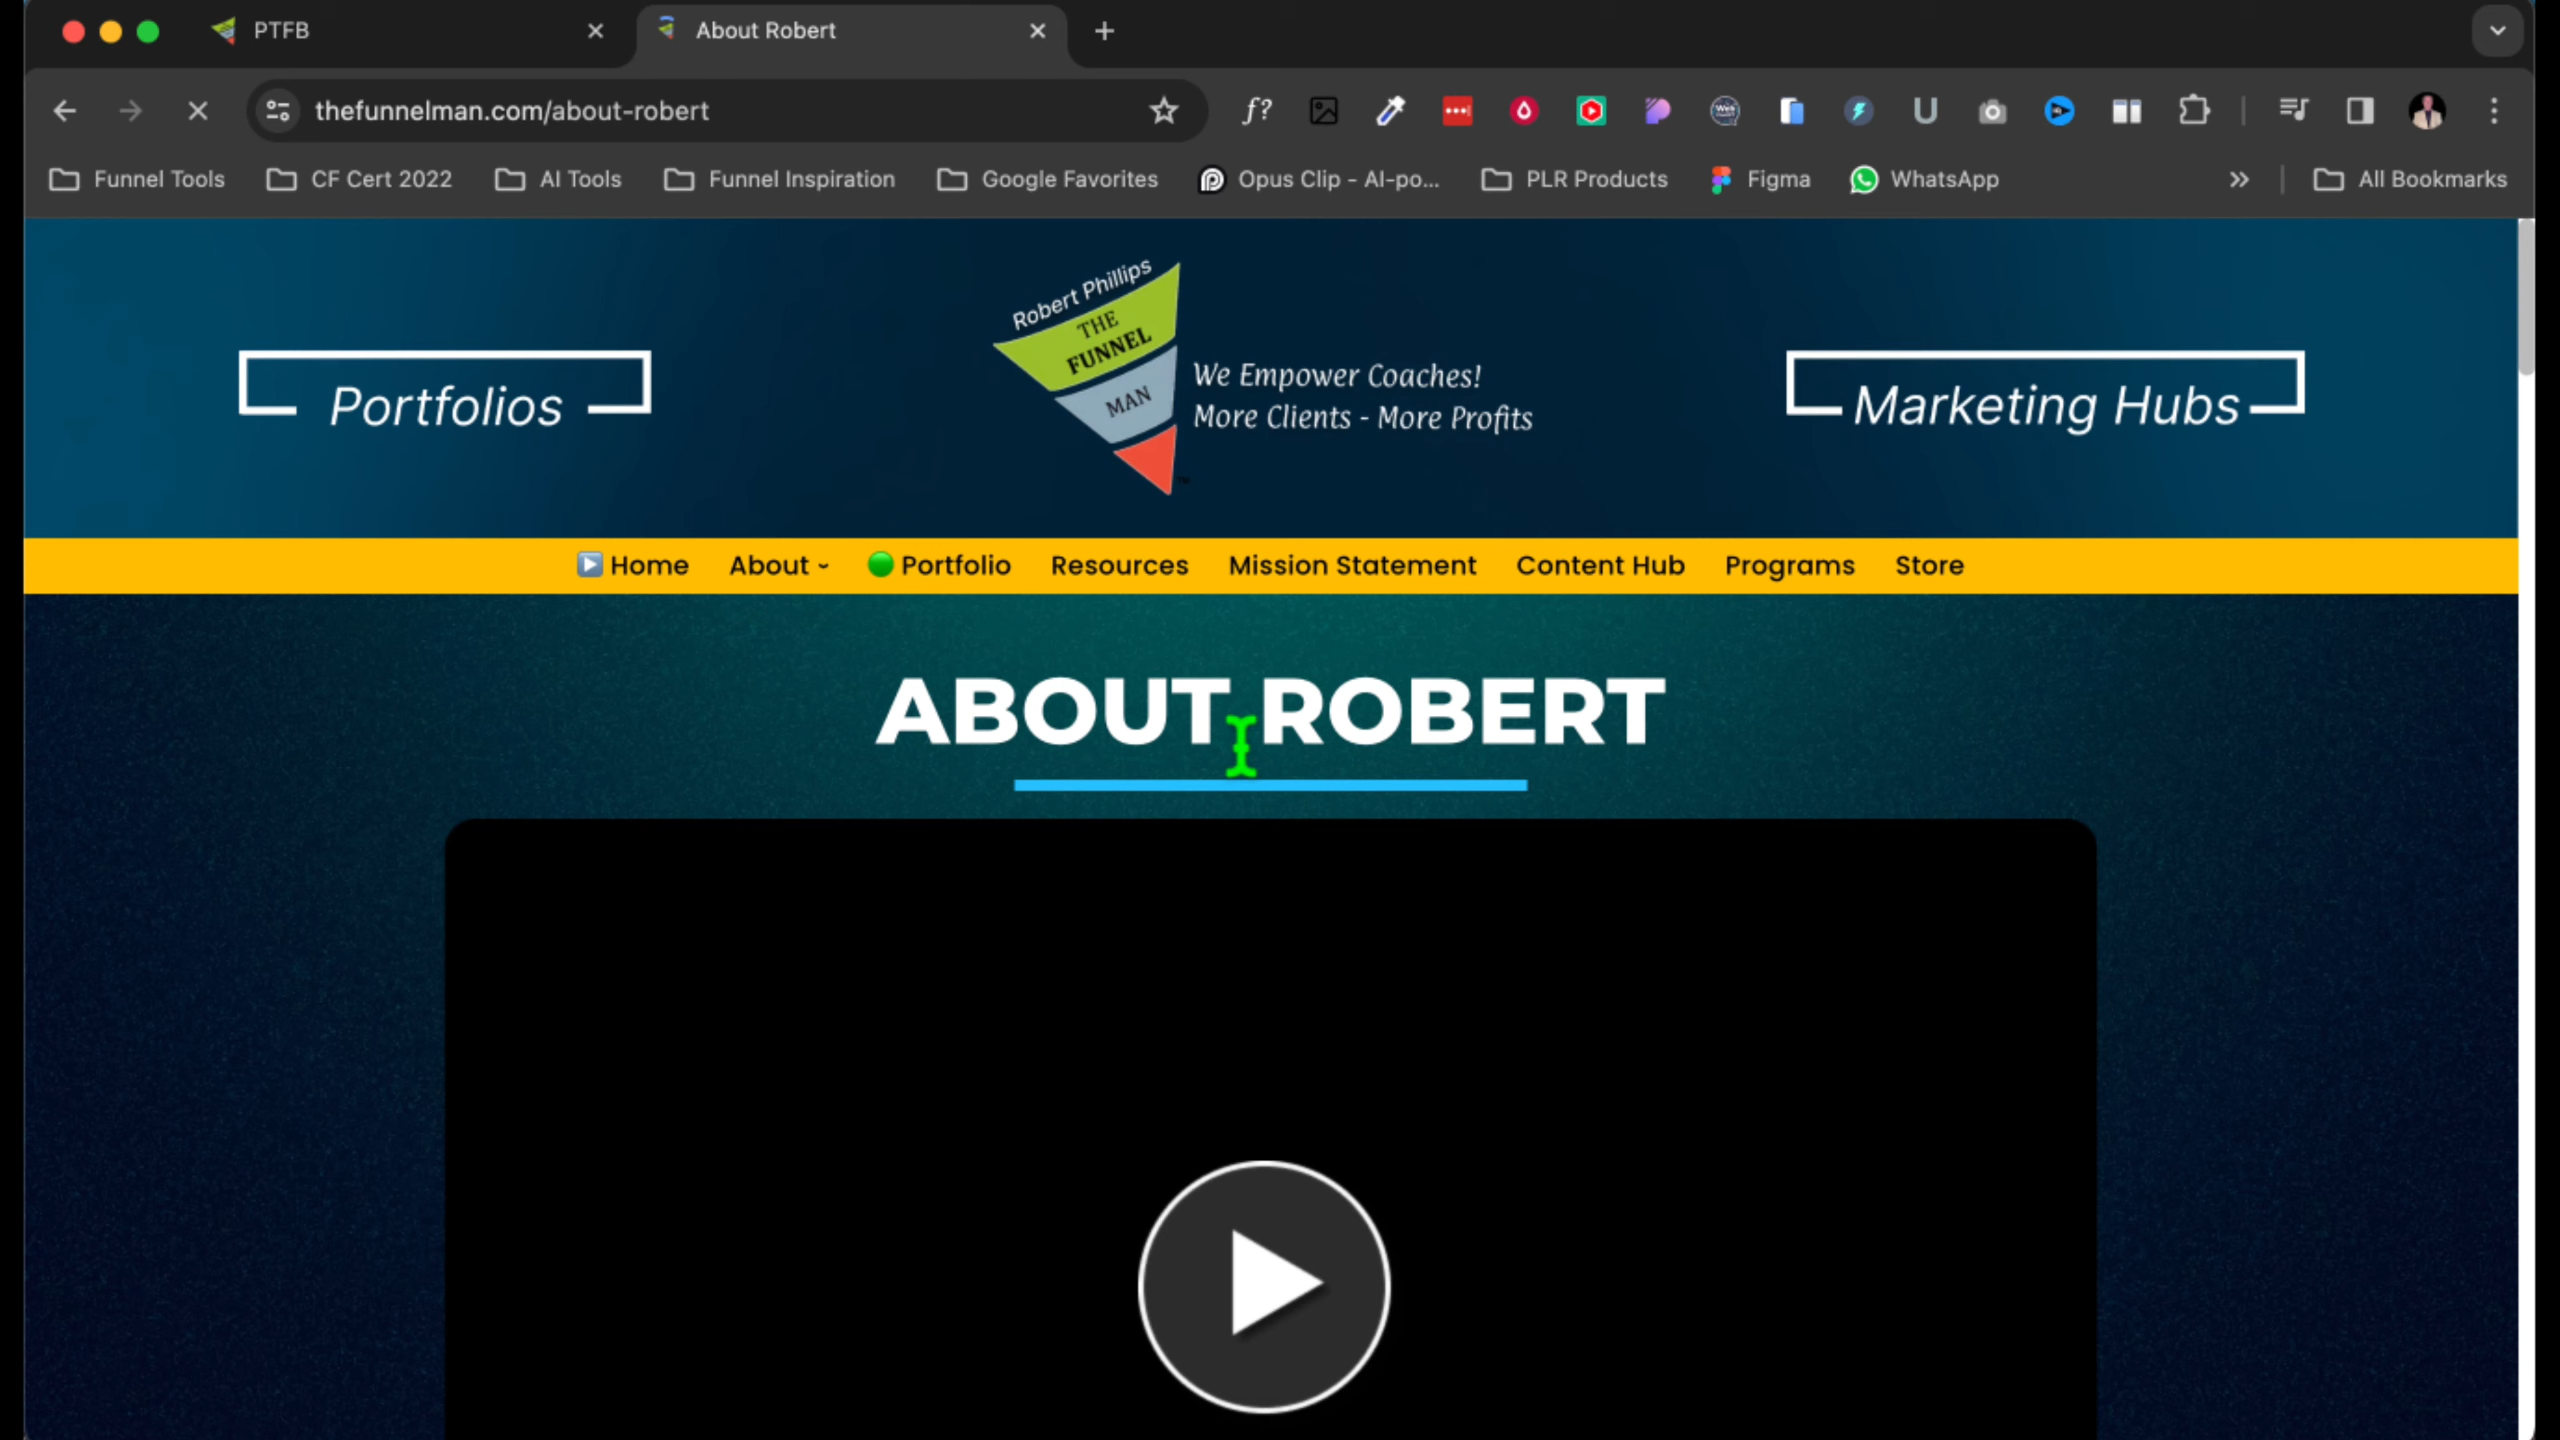 PTFB
About Robert
thefunnelman.com/about-robert
f?
Funnel Tools
CF Cert 2022
AI Tools
Funnel Inspiration
Google Favorites
Opus Clip - AI-po...
PLR Products
Figma
WhatsApp
All Bookmarks
Portfolios
Robert Phillips
THE
FUNNEL
MAN
We Empower Coaches!
More Clients - More Profits
Marketing Hubs
Home
About
Portfolio
Resources
Mission Statement
Content Hub
Programs
Store
ABOUT ROBERT